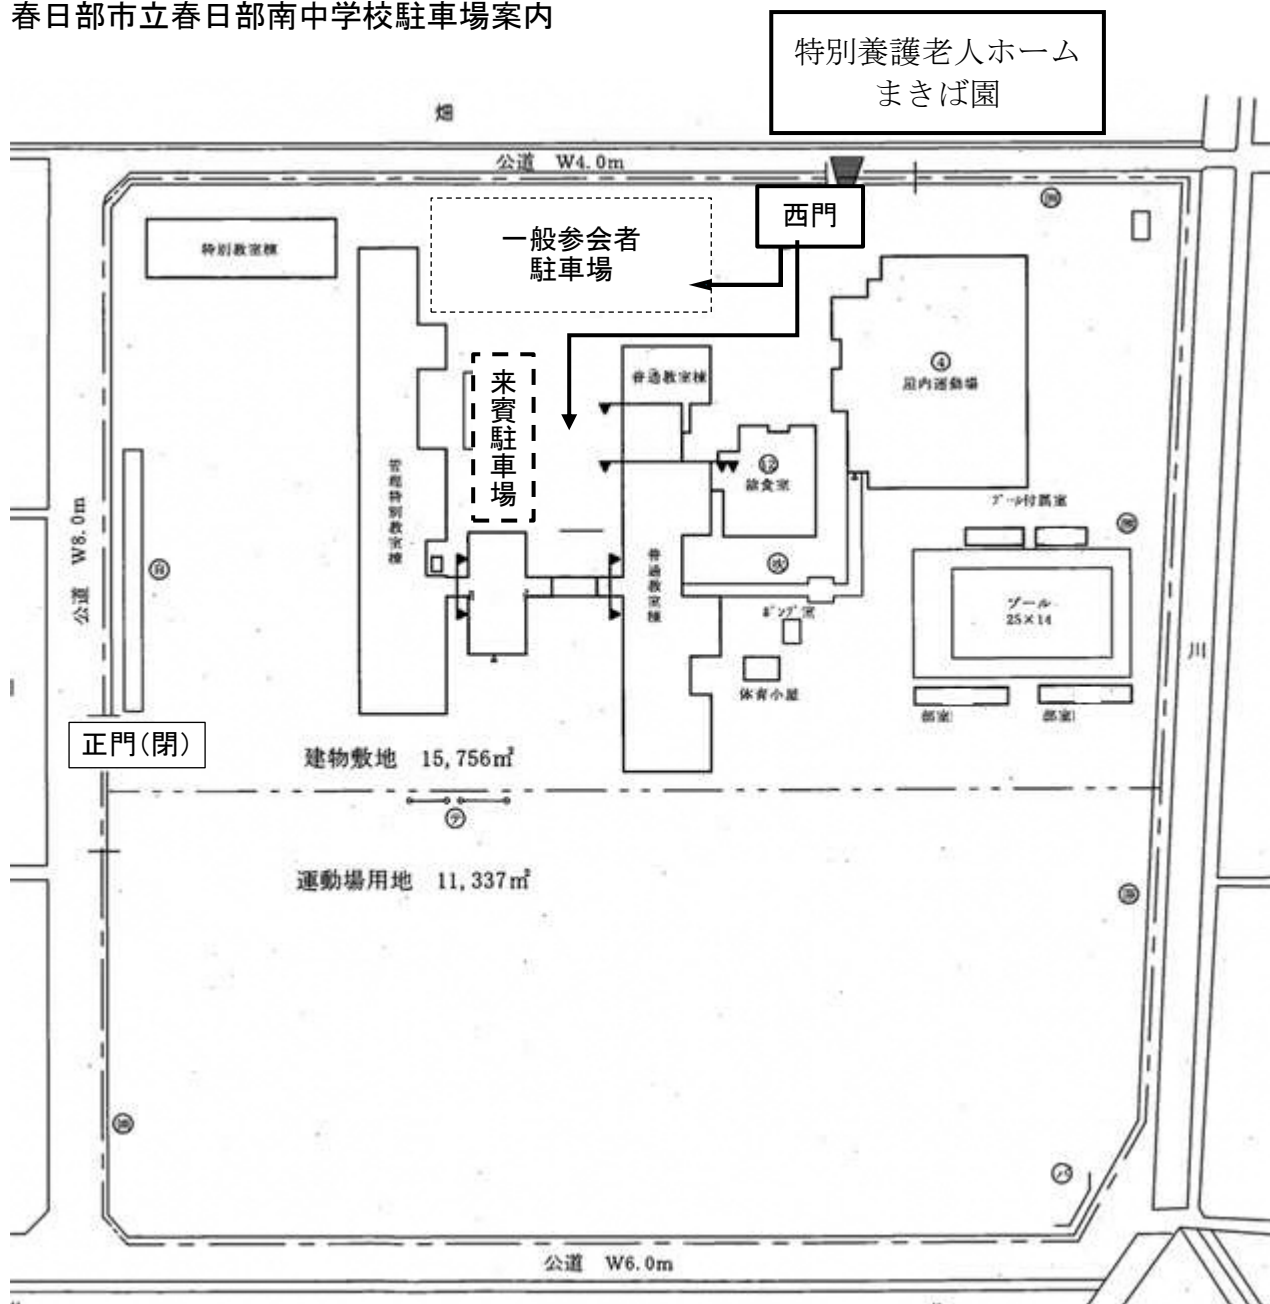 春日部市立春日部南中学校駐車場案内
特別養護老人ホーム
まきば園
畑
公道 W4.0m
西門
特別教室棟
一般参会者
駐車場
来賓駐車場
普通教室棟
④
屋内運動場
管理特別教室棟
⑫
給食室
プール付属室
公道 W8.0m
普通教室棟
プール
25×14
ポンプ室
川
体育小屋
部室
部室
正門(閉)
建物敷地 15,756㎡
運動場用地 11,337㎡
公道 W6.0m